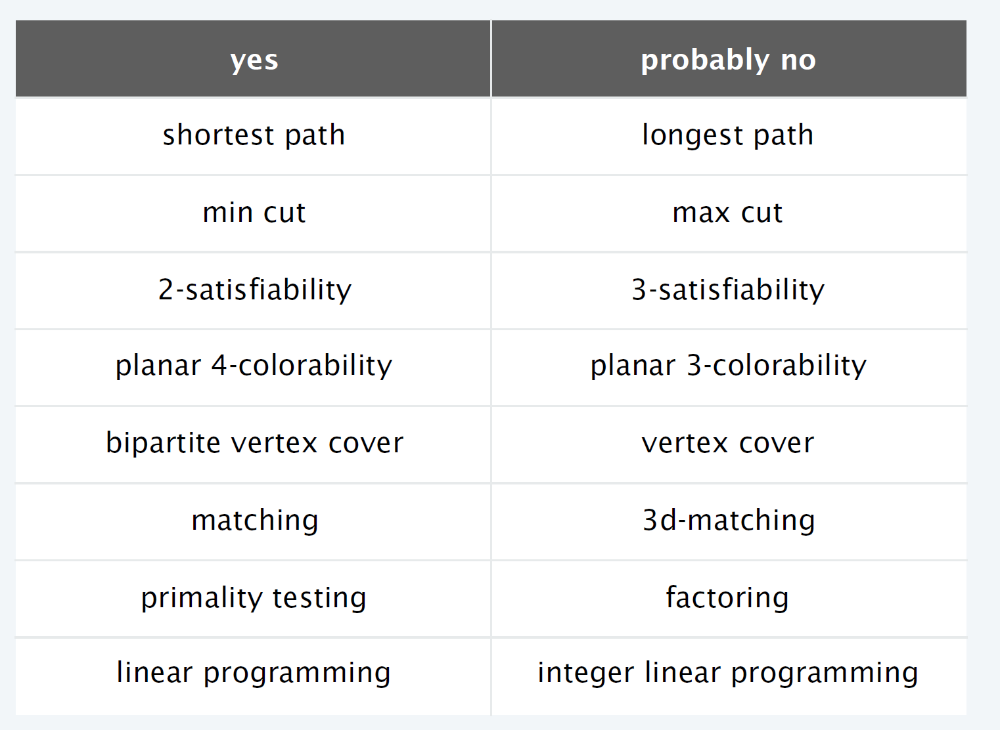 yes probably no
shortest path longest path
min cut max cut
2-satisfiability 3-satisfiability
planar 4-colorability planar 3-colorability
bipartite vertex cover vertex cover
matching 3d-matching
primality testing factoring
linear programming integer linear programming